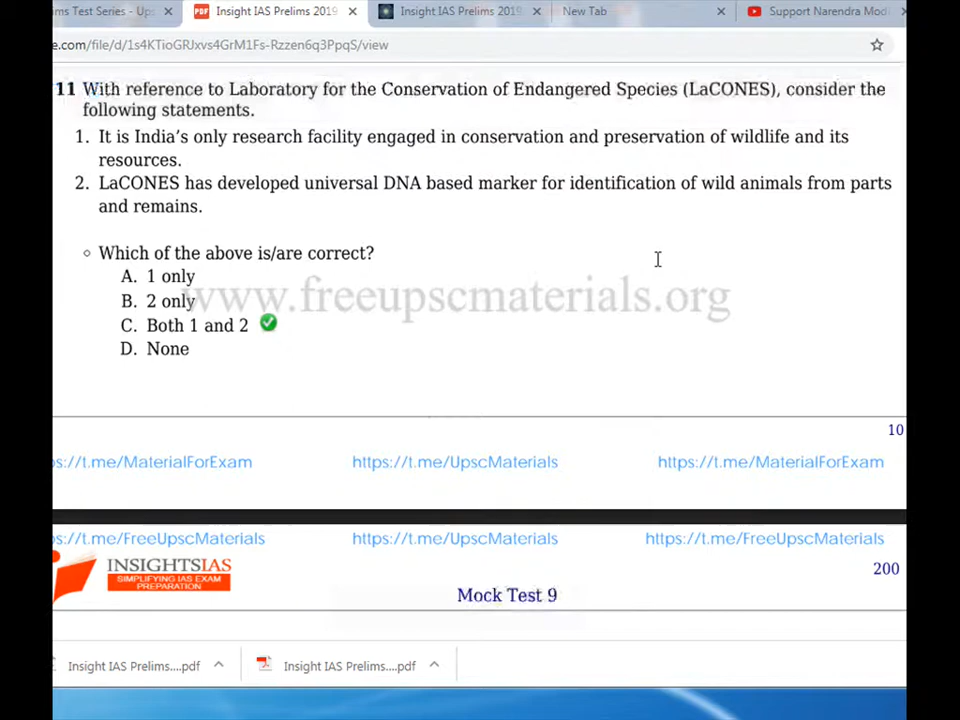 ms Test Series - Ups
Insight IAS Prelims 2019
Insight IAS Prelims 2019
New Tab
Support Narendra Modi
e.com/file/d/1s4KTioGRJxvs4GrM1Fs-Rzzen6q3PpqS/view
11 With reference to Laboratory for the Conservation of Endangered Species (LaCONES), consider the
following statements.
1. It is India's only research facility engaged in conservation and preservation of wildlife and its
resources.
2. LaCONES has developed universal DNA based marker for identification of wild animals from parts
and remains.
Which of the above is/are correct?
A. 1 only
B. 2 only
www.freeupscmaterials.org
C. Both 1 and 2
D. None
10
s://t.me/MaterialForExam https://t.me/UpscMaterials https://t.me/MaterialForExam
s://t.me/FreeUpscMaterials https://t.me/UpscMaterials https://t.me/FreeUpscMaterials
INSIGHTSIAS
SIMPLIFYING IAS EXAM
PREPARATION
200
Mock Test 9
Insight IAS Prelims....pdf
Insight IAS Prelims....pdf